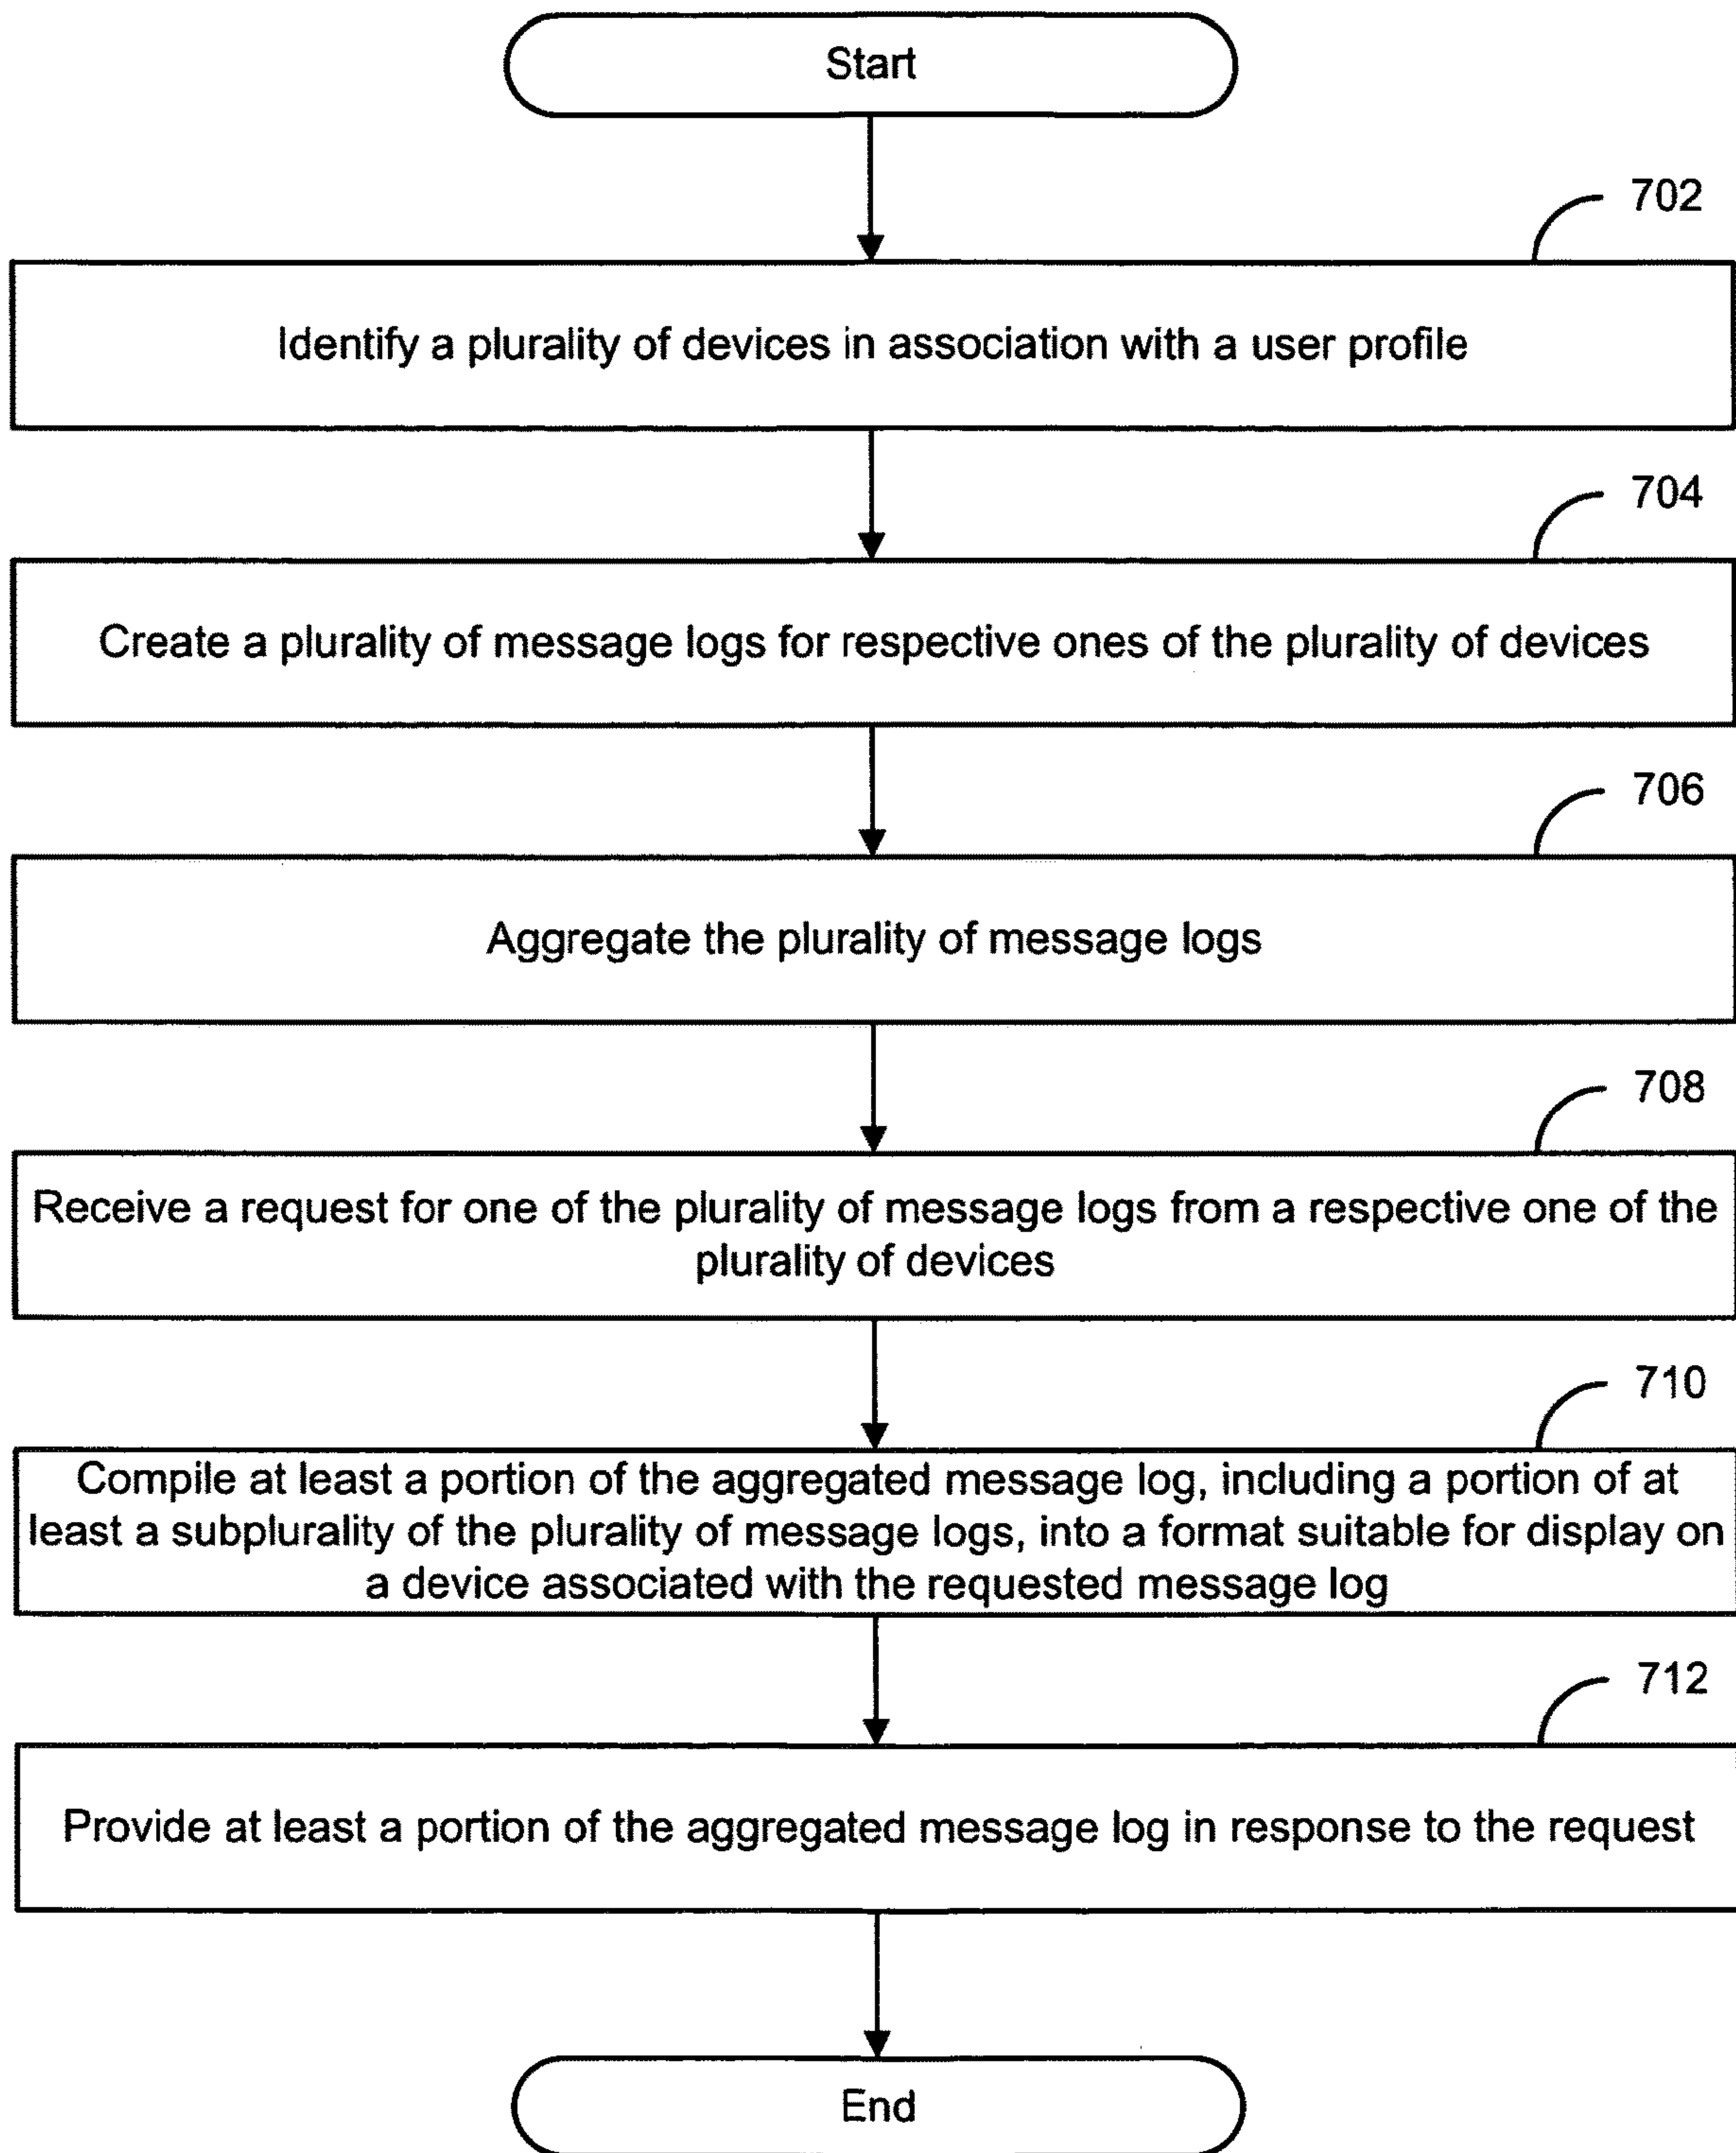 Start
702
Identify a plurality of devices in association with a user profile
704
Create a plurality of message logs for respective ones of the plurality of devices
706
Aggregate the plurality of message logs
708
Receive a request for one of the plurality of message logs from a respective one of the
plurality of devices
710
Compile at least a portion of the aggregated message log, including a portion of at
least a subplurality of the plurality of message logs, into a format suitable for display on
a device associated with the requested message log
712
Provide at least a portion of the aggregated message log in response to the request
End